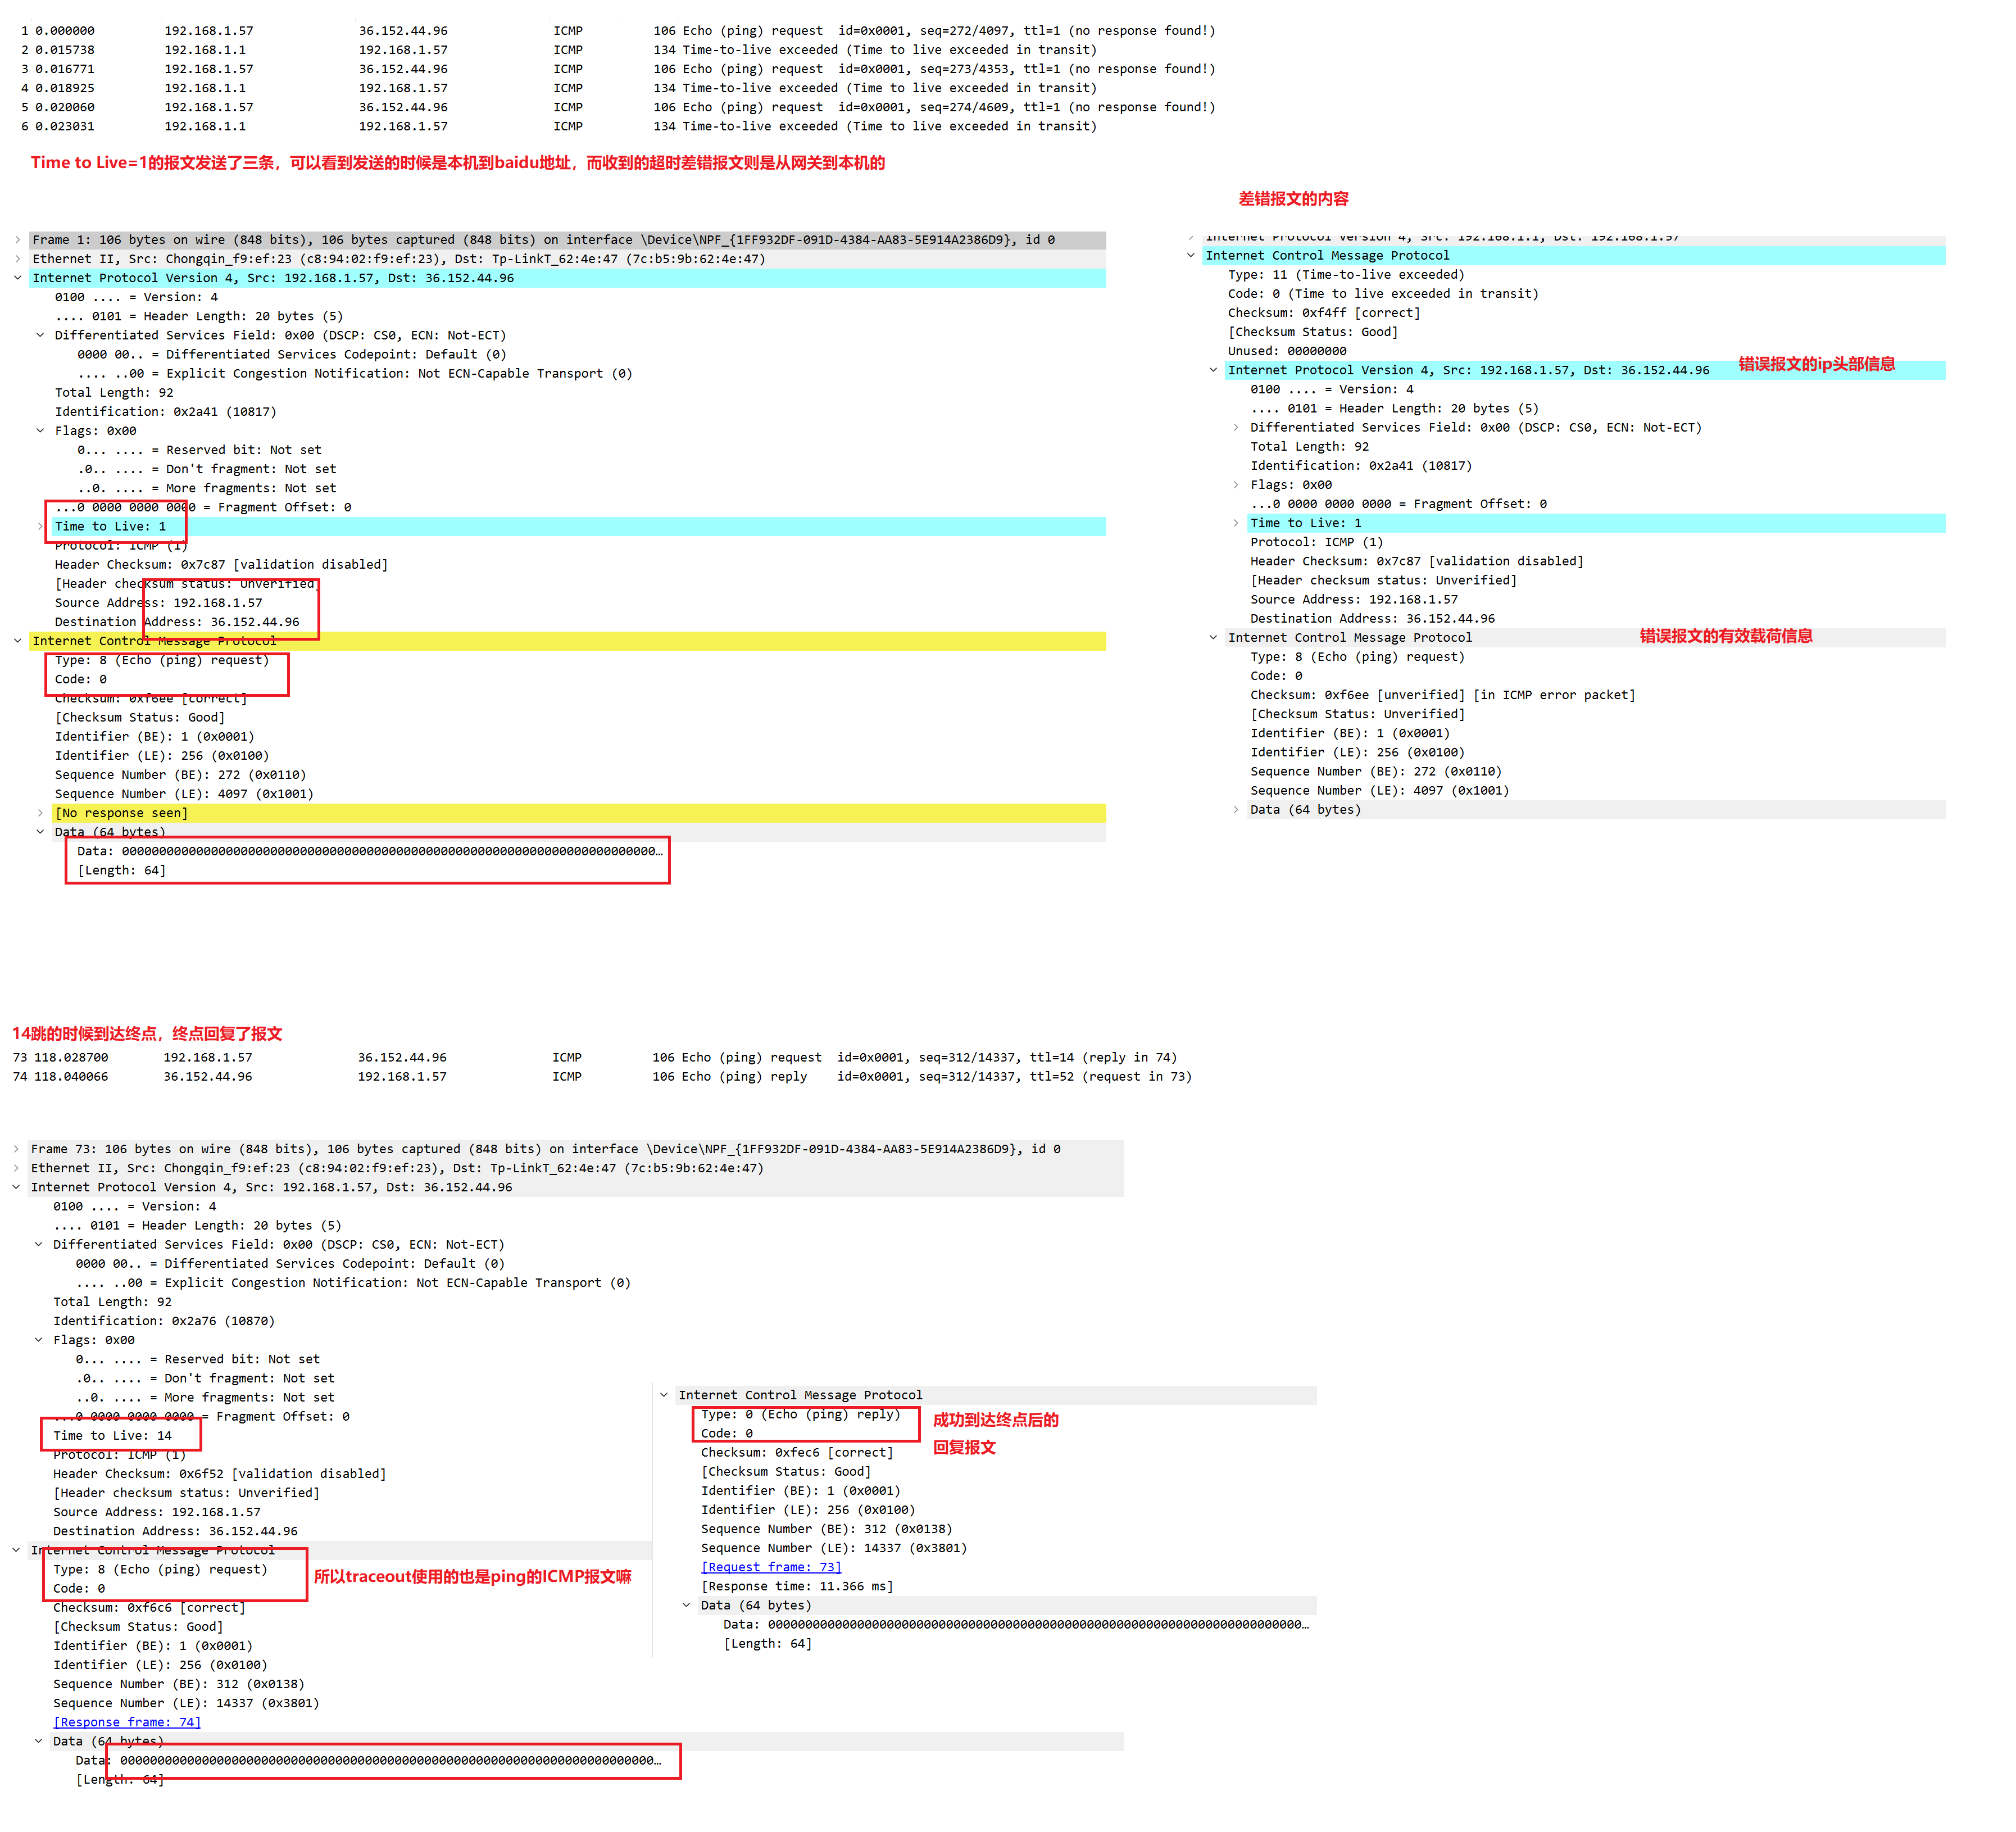 1 0.000000 192.168.1.57 36.152.44.96 ICMP 106 Echo (ping) request id=0x0001, seq=272/4097, ttl=1 (no response found!)
2 0.015738 192.168.1.1 192.168.1.57 ICMP 134 Time-to-live exceeded (Time to live exceeded in transit)
3 0.016771 192.168.1.57 36.152.44.96 ICMP 106 Echo (ping) request id=0x0001, seq=273/4353, ttl=1 (no response found!)
4 0.018925 192.168.1.1 192.168.1.57 ICMP 134 Time-to-live exceeded (Time to live exceeded in transit)
5 0.020060 192.168.1.57 36.152.44.96 ICMP 106 Echo (ping) request id=0x0001, seq=274/4609, ttl=1 (no response found!)
6 0.023031 192.168.1.1 192.168.1.57 ICMP 134 Time-to-live exceeded (Time to live exceeded in transit)
Time to Live=1的报文发送了三条，可以看到发送的时候是本机到baidu地址，而收到的超时差错报文则是从网关到本机的
Frame 1: 106 bytes on wire (848 bits), 106 bytes captured (848 bits) on interface \Device\NPF_{1FF932DF-091D-4384-AA83-5E914A2386D9}, id 0
Ethernet II, Src: Chongqin_f9:ef:23 (c8:94:02:f9:ef:23), Dst: Tp-LinkT_62:4e:47 (7c:b5:9b:62:4e:47)
Internet Protocol Version 4, Src: 192.168.1.57, Dst: 36.152.44.96
0100 .... = Version: 4
.... 0101 = Header Length: 20 bytes (5)
Differentiated Services Field: 0x00 (DSCP: CS0, ECN: Not-ECT)
0000 00.. = Differentiated Services Codepoint: Default (0)
.... ..00 = Explicit Congestion Notification: Not ECN-Capable Transport (0)
Total Length: 92
Identification: 0x2a41 (10817)
Flags: 0x00
0... .... = Reserved bit: Not set
.0.. .... = Don't fragment: Not set
..0. .... = More fragments: Not set
...0 0000 0000 0000 = Fragment Offset: 0
Time to Live: 1
Protocol: ICMP (1)
Header Checksum: 0x7c87 [validation disabled]
[Header checksum status: Unverified]
Source Address: 192.168.1.57
Destination Address: 36.152.44.96
Internet Control Message Protocol
Type: 8 (Echo (ping) request)
Code: 0
Checksum: 0xf6ee [correct]
[Checksum Status: Good]
Identifier (BE): 1 (0x0001)
Identifier (LE): 256 (0x0100)
Sequence Number (BE): 272 (0x0110)
Sequence Number (LE): 4097 (0x1001)
[No response seen]
Data (64 bytes)
Data: 000000000000000000000000000000000000000000000000000000000000000000000000…
[Length: 64]
差错报文的内容
Internet Protocol Version 4, Src: 192.168.1.1, Dst: 192.168.1.57
Internet Control Message Protocol
Type: 11 (Time-to-live exceeded)
Code: 0 (Time to live exceeded in transit)
Checksum: 0xf4ff [correct]
[Checksum Status: Good]
Unused: 00000000
Internet Protocol Version 4, Src: 192.168.1.57, Dst: 36.152.44.96 错误报文的ip头部信息
0100 .... = Version: 4
.... 0101 = Header Length: 20 bytes (5)
Differentiated Services Field: 0x00 (DSCP: CS0, ECN: Not-ECT)
Total Length: 92
Identification: 0x2a41 (10817)
Flags: 0x00
...0 0000 0000 0000 = Fragment Offset: 0
Time to Live: 1
Protocol: ICMP (1)
Header Checksum: 0x7c87 [validation disabled]
[Header checksum status: Unverified]
Source Address: 192.168.1.57
Destination Address: 36.152.44.96
Internet Control Message Protocol 错误报文的有效载荷信息
Type: 8 (Echo (ping) request)
Code: 0
Checksum: 0xf6ee [unverified] [in ICMP error packet]
[Checksum Status: Unverified]
Identifier (BE): 1 (0x0001)
Identifier (LE): 256 (0x0100)
Sequence Number (BE): 272 (0x0110)
Sequence Number (LE): 4097 (0x1001)
Data (64 bytes)
14跳的时候到达终点，终点回复了报文
73 118.028700 192.168.1.57 36.152.44.96 ICMP 106 Echo (ping) request id=0x0001, seq=312/14337, ttl=14 (reply in 74)
74 118.040066 36.152.44.96 192.168.1.57 ICMP 106 Echo (ping) reply id=0x0001, seq=312/14337, ttl=52 (request in 73)
Frame 73: 106 bytes on wire (848 bits), 106 bytes captured (848 bits) on interface \Device\NPF_{1FF932DF-091D-4384-AA83-5E914A2386D9}, id 0
Ethernet II, Src: Chongqin_f9:ef:23 (c8:94:02:f9:ef:23), Dst: Tp-LinkT_62:4e:47 (7c:b5:9b:62:4e:47)
Internet Protocol Version 4, Src: 192.168.1.57, Dst: 36.152.44.96
0100 .... = Version: 4
.... 0101 = Header Length: 20 bytes (5)
Differentiated Services Field: 0x00 (DSCP: CS0, ECN: Not-ECT)
0000 00.. = Differentiated Services Codepoint: Default (0)
.... ..00 = Explicit Congestion Notification: Not ECN-Capable Transport (0)
Total Length: 92
Identification: 0x2a76 (10870)
Flags: 0x00
0... .... = Reserved bit: Not set
.0.. .... = Don't fragment: Not set
..0. .... = More fragments: Not set
...0 0000 0000 0000 = Fragment Offset: 0
Time to Live: 14
Protocol: ICMP (1)
Header Checksum: 0x6f52 [validation disabled]
[Header checksum status: Unverified]
Source Address: 192.168.1.57
Destination Address: 36.152.44.96
Internet Control Message Protocol
Type: 8 (Echo (ping) request)
Code: 0
所以traceout使用的也是ping的ICMP报文嘛
Checksum: 0xf6c6 [correct]
[Checksum Status: Good]
Identifier (BE): 1 (0x0001)
Identifier (LE): 256 (0x0100)
Sequence Number (BE): 312 (0x0138)
Sequence Number (LE): 14337 (0x3801)
[Response frame: 74]
Data (64 bytes)
Data: 000000000000000000000000000000000000000000000000000000000000000000000000…
[Length: 64]
Internet Control Message Protocol
Type: 0 (Echo (ping) reply)
Code: 0
成功到达终点后的
回复报文
Checksum: 0xfec6 [correct]
[Checksum Status: Good]
Identifier (BE): 1 (0x0001)
Identifier (LE): 256 (0x0100)
Sequence Number (BE): 312 (0x0138)
Sequence Number (LE): 14337 (0x3801)
[Request frame: 73]
[Response time: 11.366 ms]
Data (64 bytes)
Data: 000000000000000000000000000000000000000000000000000000000000000000000000…
[Length: 64]